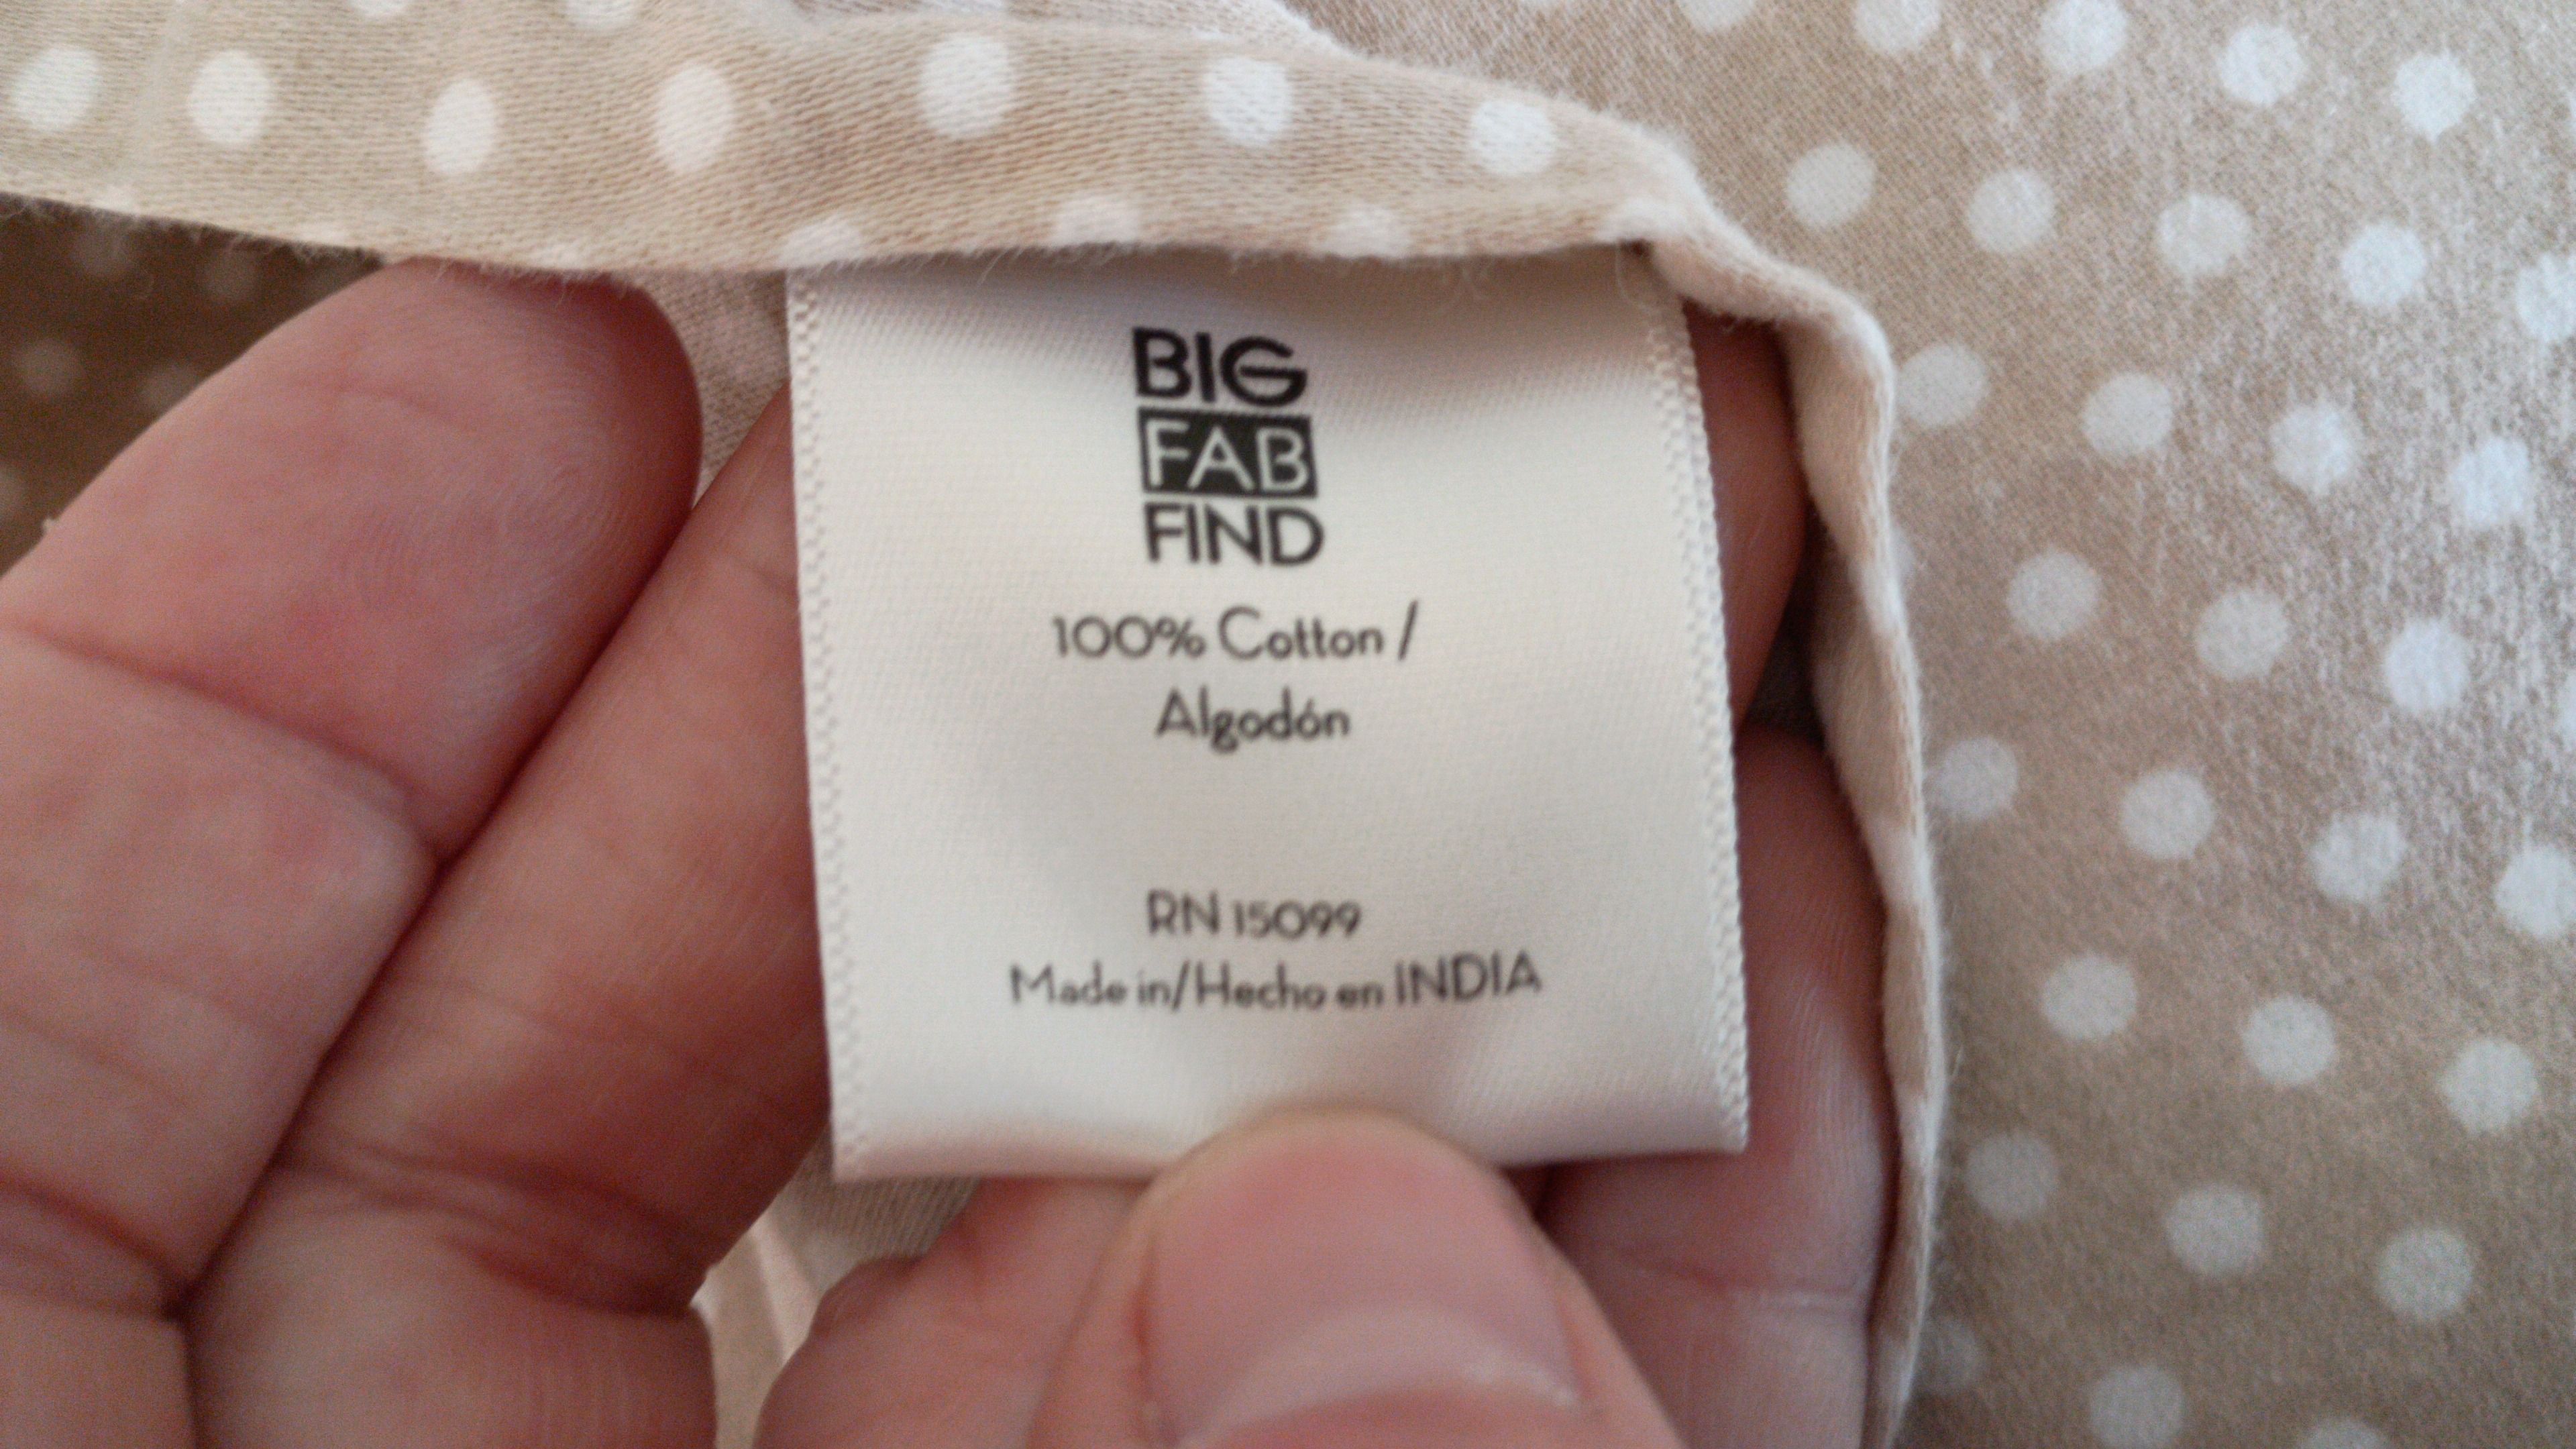 BIG
FAB
FIND
100% Cotton /
Algodón
RN 15099
Made in/Hecho en INDIA